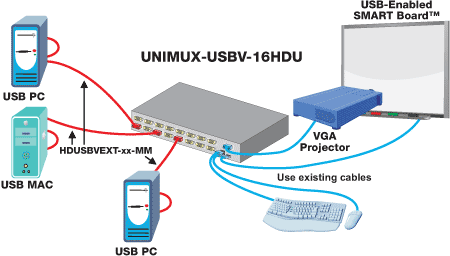 USB-Enabled
SMART Board™
UNIMUX-USBV-16HDU
USB PC
VGA
Projector
HDUSBVEXT-xx-MM
USB MAC
Use existing cables
USB PC